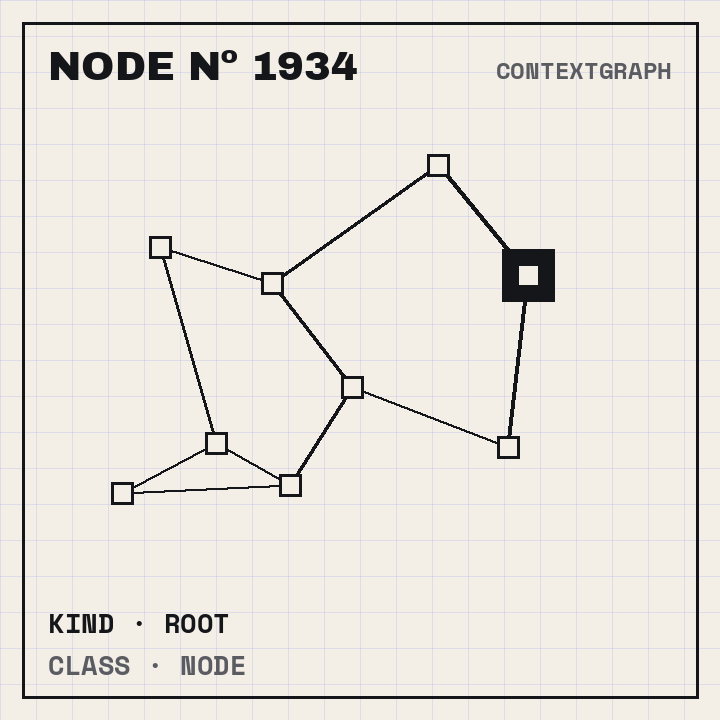 NODE Nº 1934
CONTEXTGRAPH
KIND · ROOT
CLASS · NODE